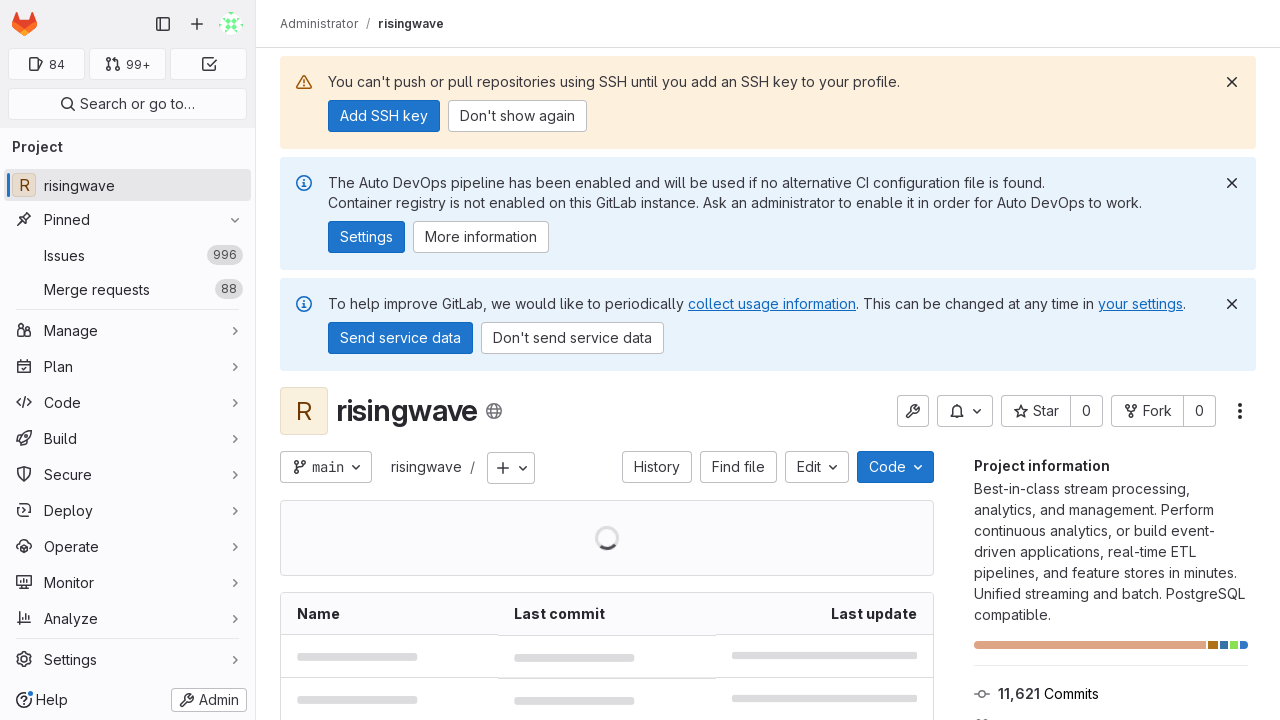 Administrator / risingwave
84
99+
Search or go to…
Project
R risingwave
Pinned
Issues 996
Merge requests 88
Manage
Plan
Code
Build
Secure
Deploy
Operate
Monitor
Analyze
Settings
Help
Admin
You can't push or pull repositories using SSH until you add an SSH key to your profile.
Add SSH key
Don't show again
The Auto DevOps pipeline has been enabled and will be used if no alternative CI configuration file is found.
Container registry is not enabled on this GitLab instance. Ask an administrator to enable it in order for Auto DevOps to work.
Settings
More information
To help improve GitLab, we would like to periodically collect usage information. This can be changed at any time in your settings.
Send service data
Don't send service data
R risingwave
Star 0
Fork 0
main
risingwave /
History
Find file
Edit
Code
Name
Last commit
Last update
Project information
Best-in-class stream processing,
analytics, and management. Perform
continuous analytics, or build event-
driven applications, real-time ETL
pipelines, and feature stores in minutes.
Unified streaming and batch. PostgreSQL
compatible.
11,621 Commits